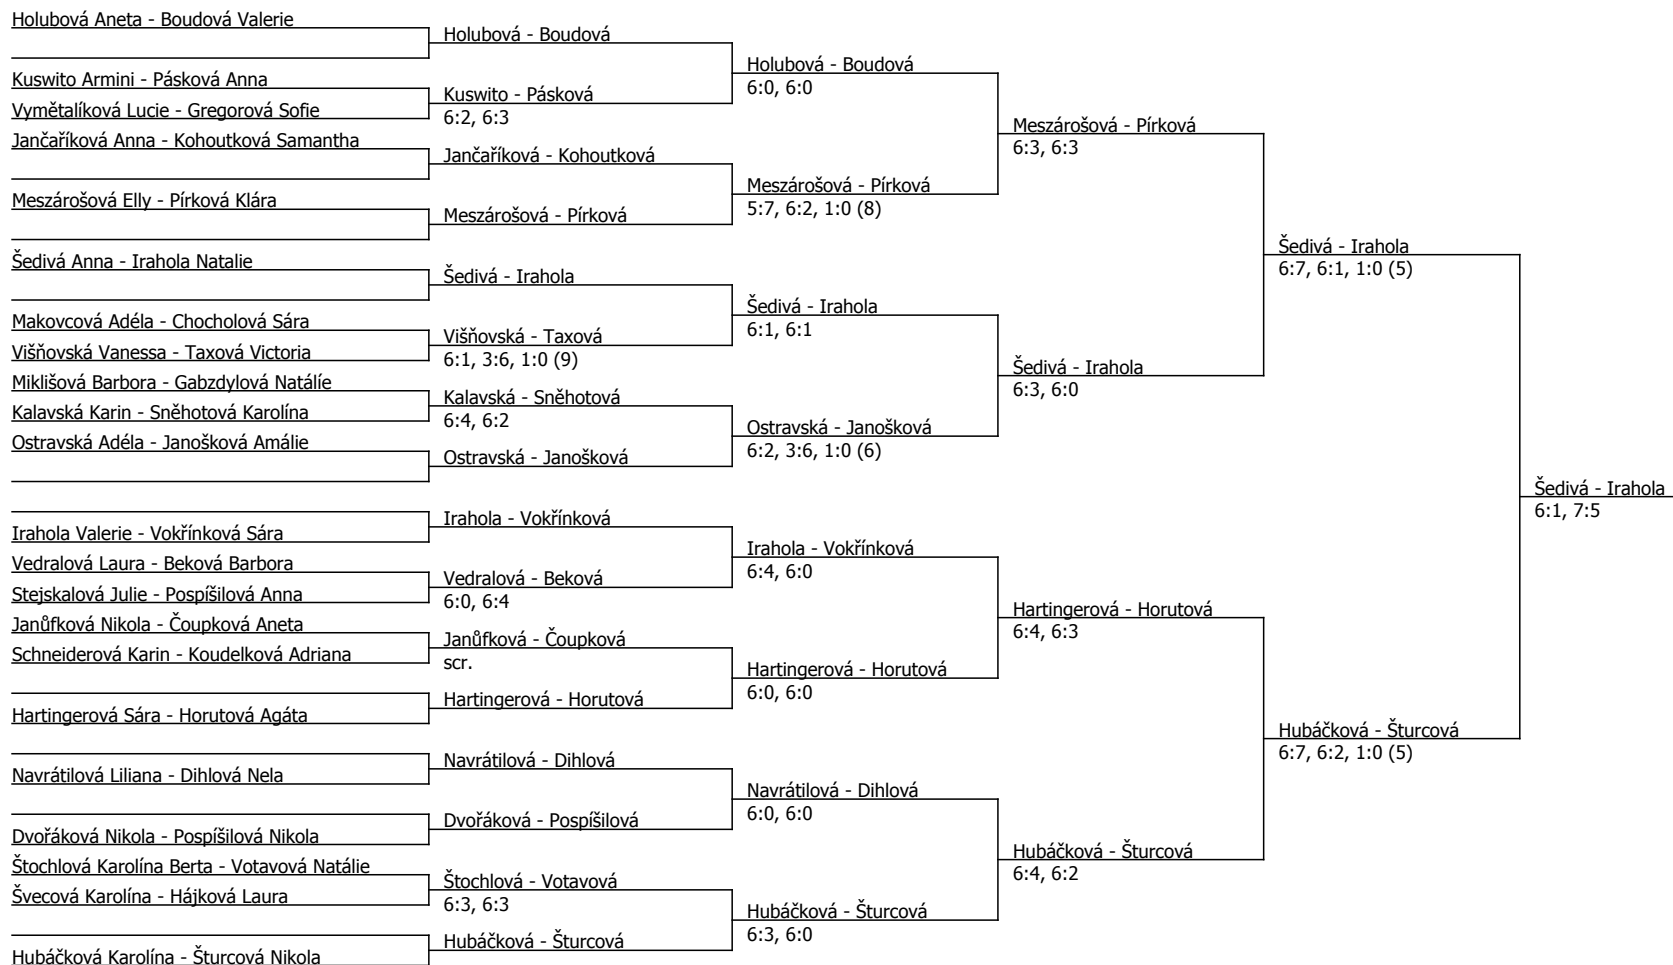 Holubová Aneta - Boudová Valerie
Kuswito Armini - Pásková Anna
Vymětalíková Lucie - Gregorová Sofie
Jančaříková Anna - Kohoutková Samantha
Meszárošová Elly - Pírková Klára
Šedivá Anna - Irahola Natalie
Makovcová Adéla - Chocholová Sára
Višňovská Vanessa - Taxová Victoria
Miklišová Barbora - Gabzdylová Natálíe
Kalavská Karin - Sněhotová Karolína
Ostravská Adéla - Janošková Amálie
Irahola Valerie - Vokřínková Sára
Vedralová Laura - Beková Barbora
Stejskalová Julie - Pospíšilová Anna
Janůfková Nikola - Čoupková Aneta
Schneiderová Karin - Koudelková Adriana
Hartingerová Sára - Horutová Agáta
Navrátilová Liliana - Dihlová Nela
Dvořáková Nikola - Pospíšilová Nikola
Štochlová Karolína Berta - Votavová Natálie
Švecová Karolína - Hájková Laura
Hubáčková Karolína - Šturcová Nikola
Holubová - Boudová
Kuswito - Pásková
6:2, 6:3
Jančaříková - Kohoutková
Meszárošová - Pírková
Šedivá - Irahola
Višňovská - Taxová
6:1, 3:6, 1:0 (9)
Kalavská - Sněhotová
6:4, 6:2
Ostravská - Janošková
Irahola - Vokřínková
Vedralová - Beková
6:0, 6:4
Janůfková - Čoupková
scr.
Hartingerová - Horutová
Navrátilová - Dihlová
Dvořáková - Pospíšilová
Štochlová - Votavová
6:3, 6:3
Hubáčková - Šturcová
Holubová - Boudová
6:0, 6:0
Meszárošová - Pírková
5:7, 6:2, 1:0 (8)
Šedivá - Irahola
6:1, 6:1
Ostravská - Janošková
6:2, 3:6, 1:0 (6)
Irahola - Vokřínková
6:4, 6:0
Hartingerová - Horutová
6:0, 6:0
Navrátilová - Dihlová
6:0, 6:0
Hubáčková - Šturcová
6:3, 6:0
Meszárošová - Pírková
6:3, 6:3
Šedivá - Irahola
6:3, 6:0
Hartingerová - Horutová
6:4, 6:3
Hubáčková - Šturcová
6:4, 6:2
Šedivá - Irahola
6:7, 6:1, 1:0 (5)
Hubáčková - Šturcová
6:7, 6:2, 1:0 (5)
Šedivá - Irahola
6:1, 7:5